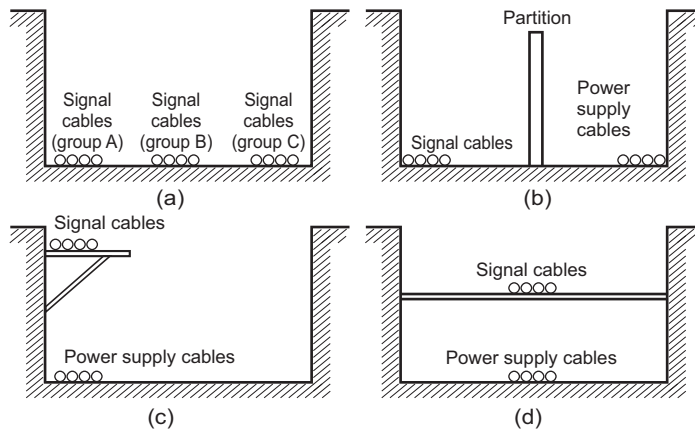 Signal
cables
(group A)
Signal
cables
(group B)
Signal
cables
(group C)
(a)
Partition
Signal cables
Power
supply
cables
(b)
Signal cables
Power supply cables
(c)
Signal cables
Power supply cables
(d)